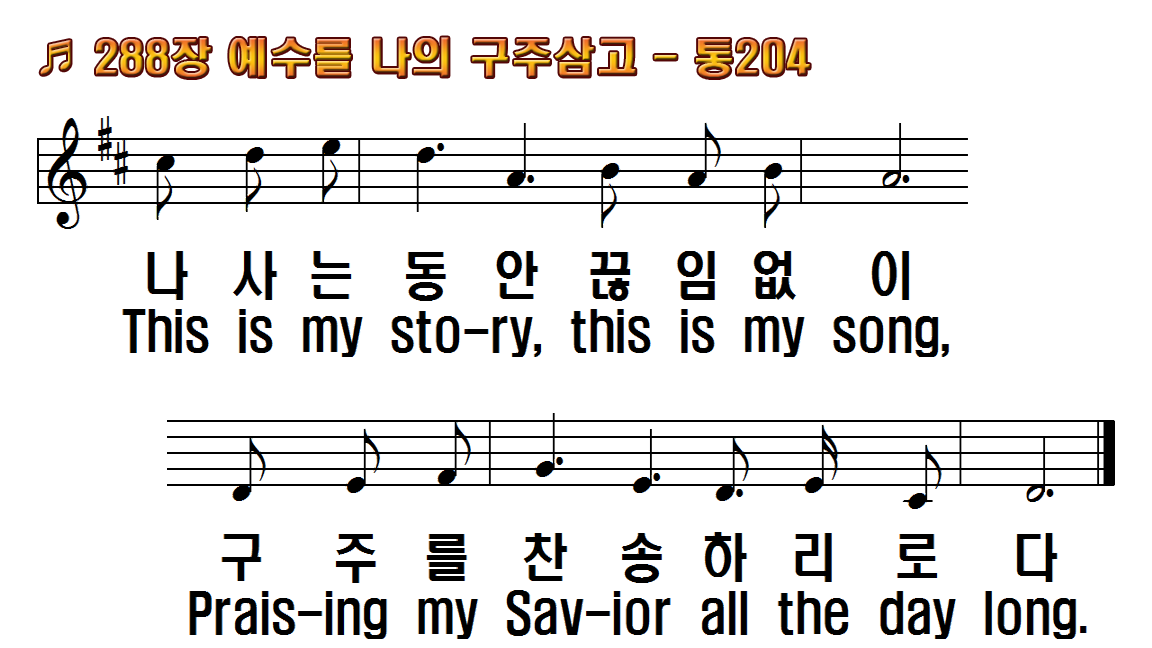 ♬ 288장 예수를 나의 구주삼고 - 통204
나 사 는 동 안 끊 임 없 이
This is my sto-ry, this is my song,
구 주 를 찬 송 하 리 로 다
Prais-ing my Sav-ior all the day long.